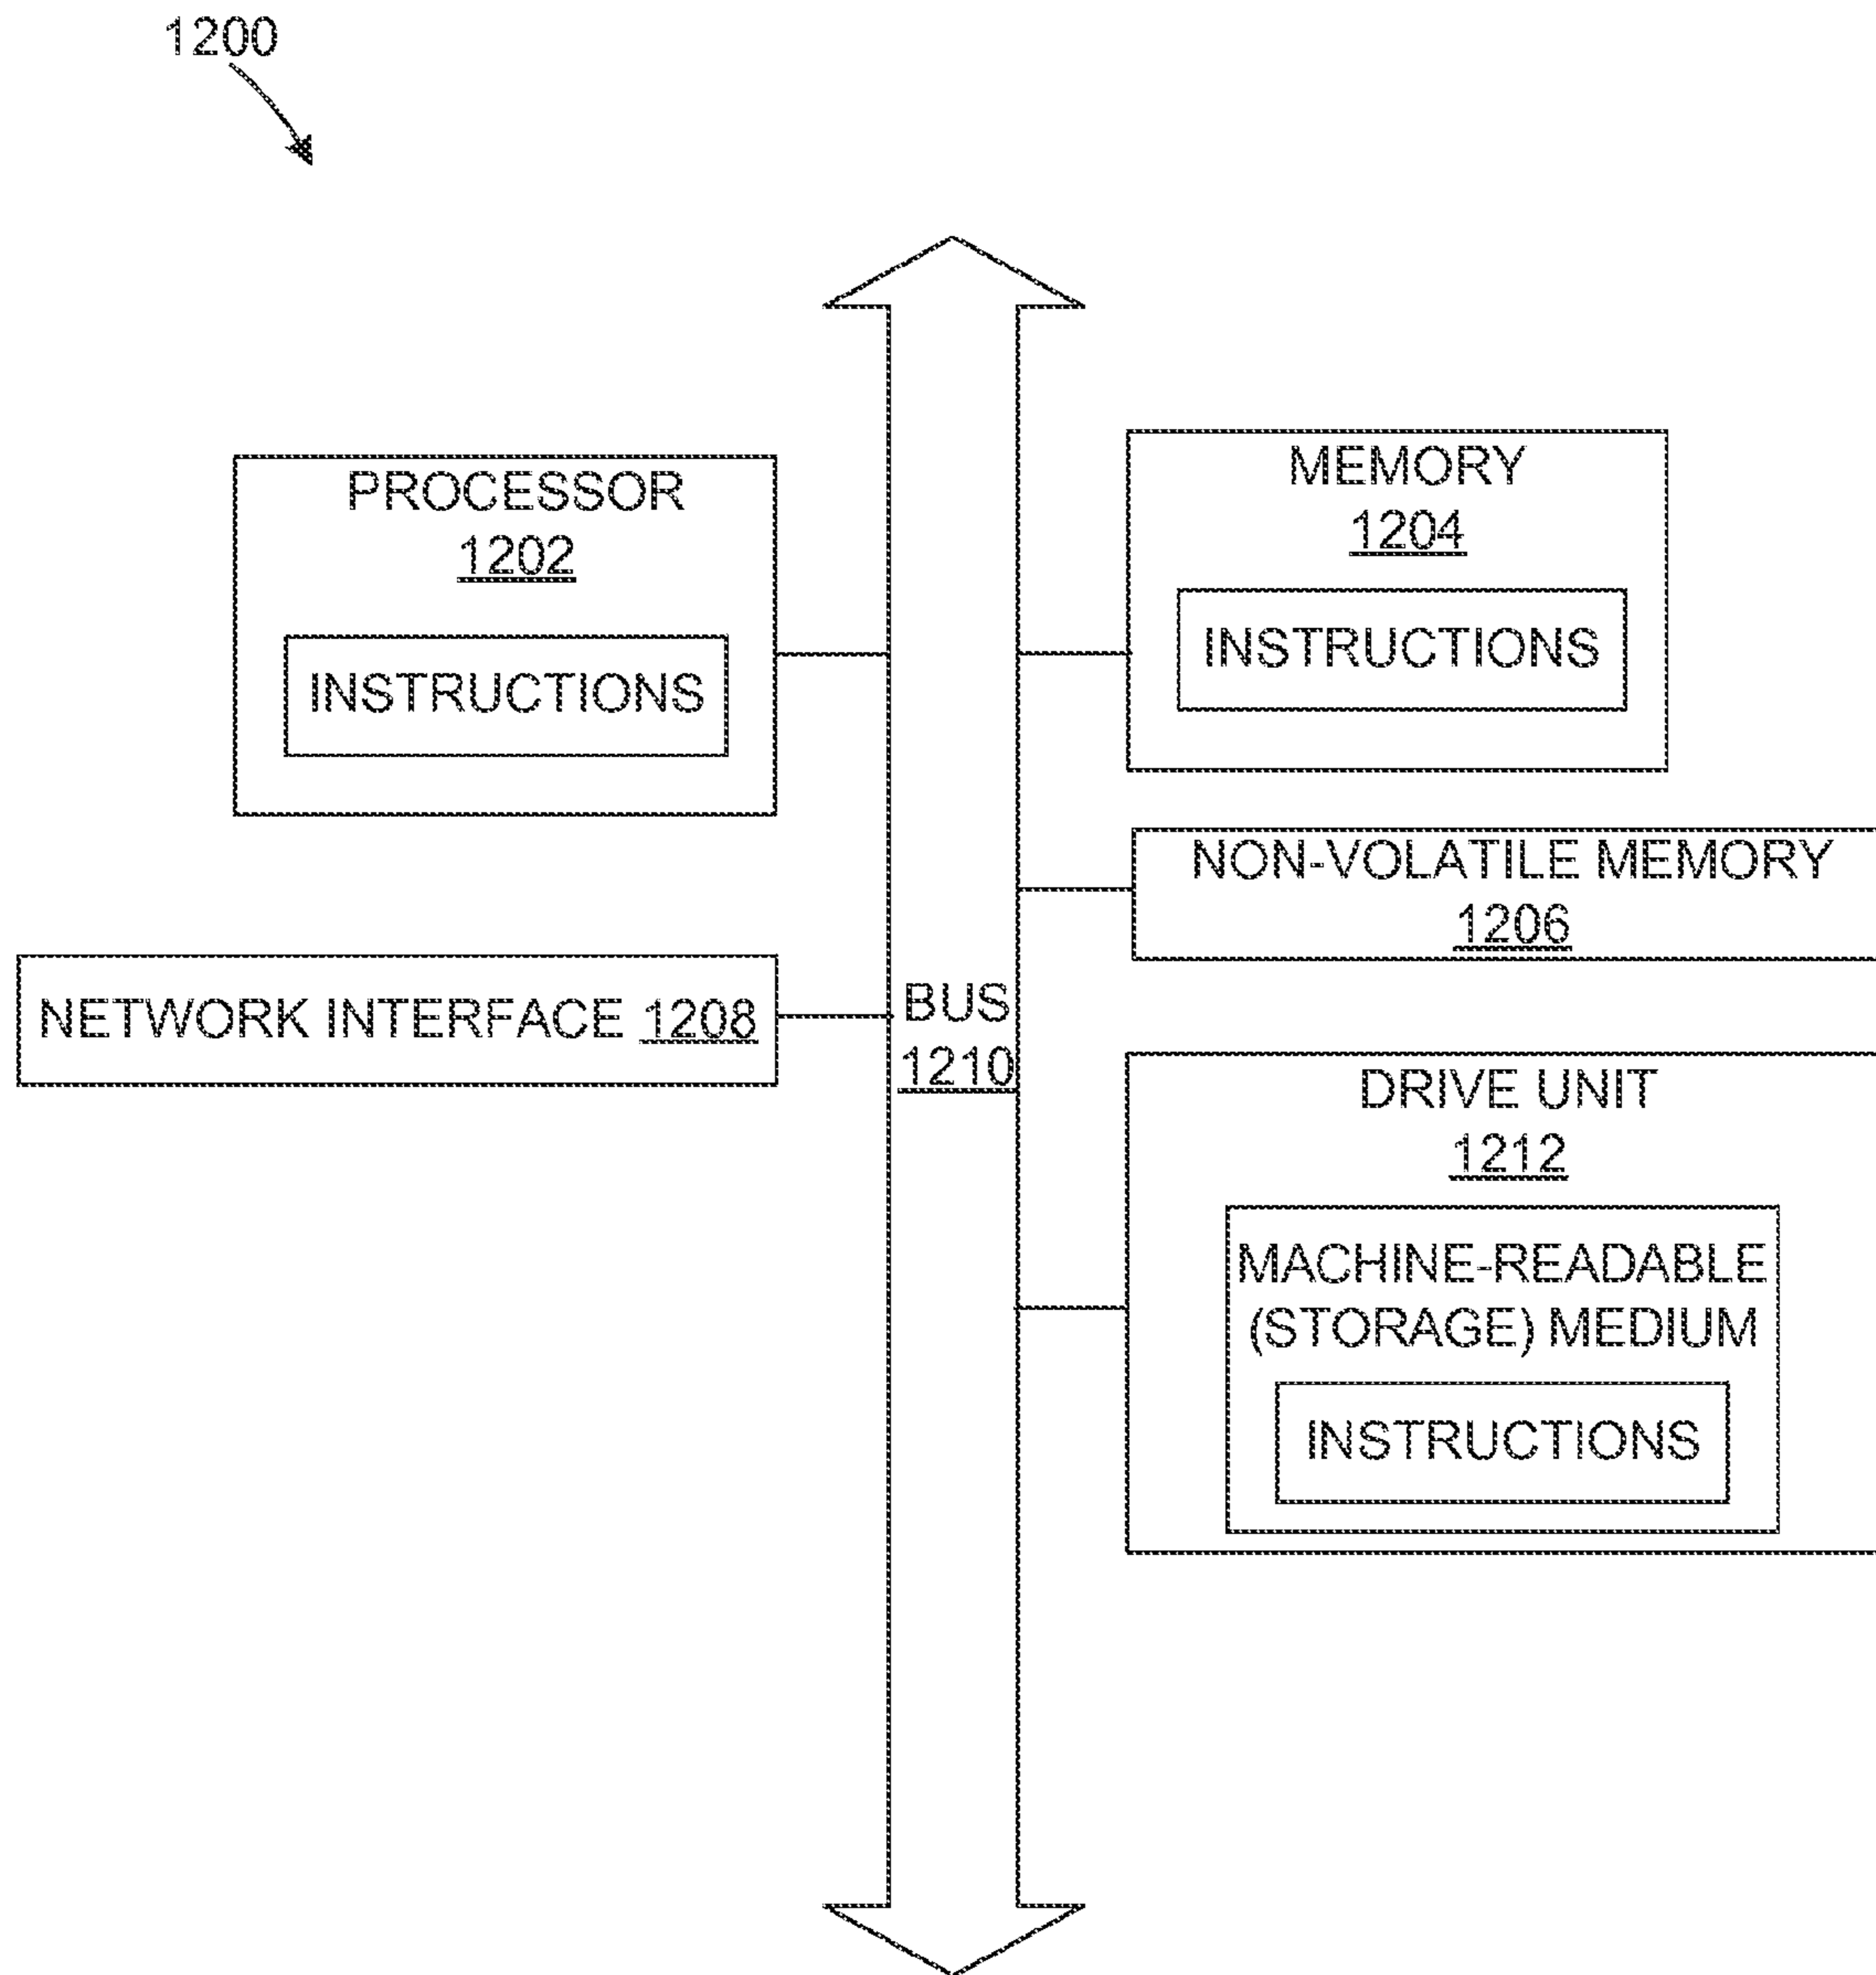 1200
PROCESSOR
1202
INSTRUCTIONS
MEMORY
1204
INSTRUCTIONS
NON-VOLATILE MEMORY
1206
NETWORK INTERFACE 1208
BUS
1210
DRIVE UNIT
1212
MACHINE-READABLE
(STORAGE) MEDIUM
INSTRUCTIONS